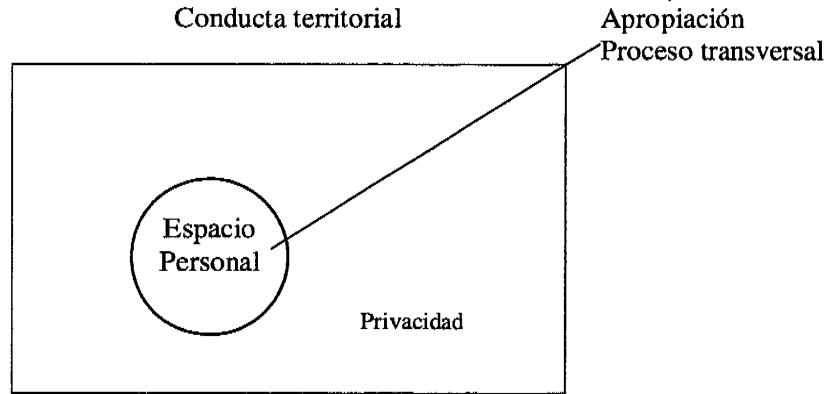 Conducta territorial
Apropiación
Proceso transversal
Espacio
Personal
Privacidad